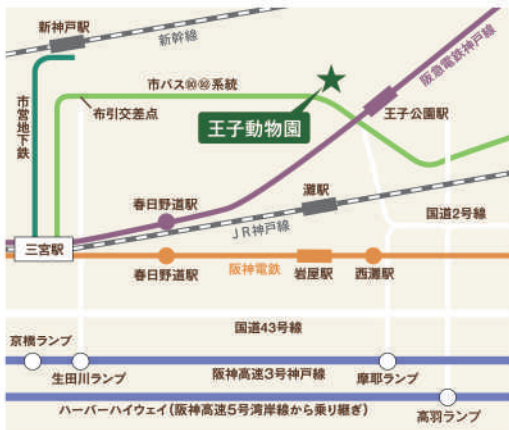 新神戸駅
新幹線
阪急電鉄神戸線
市バス90 92系統
市営地下鉄
布引交差点
王子動物園
王子公園駅
春日野道駅
灘駅
国道2号線
JR神戸線
三宮駅
春日野道駅
阪神電鉄
岩屋駅
西灘駅
国道43号線
京橋ランプ
生田川ランプ
阪神高速3号神戸線
摩耶ランプ
ハーバーハイウェイ(阪神高速5号湾岸線から乗り継ぎ)
高羽ランプ